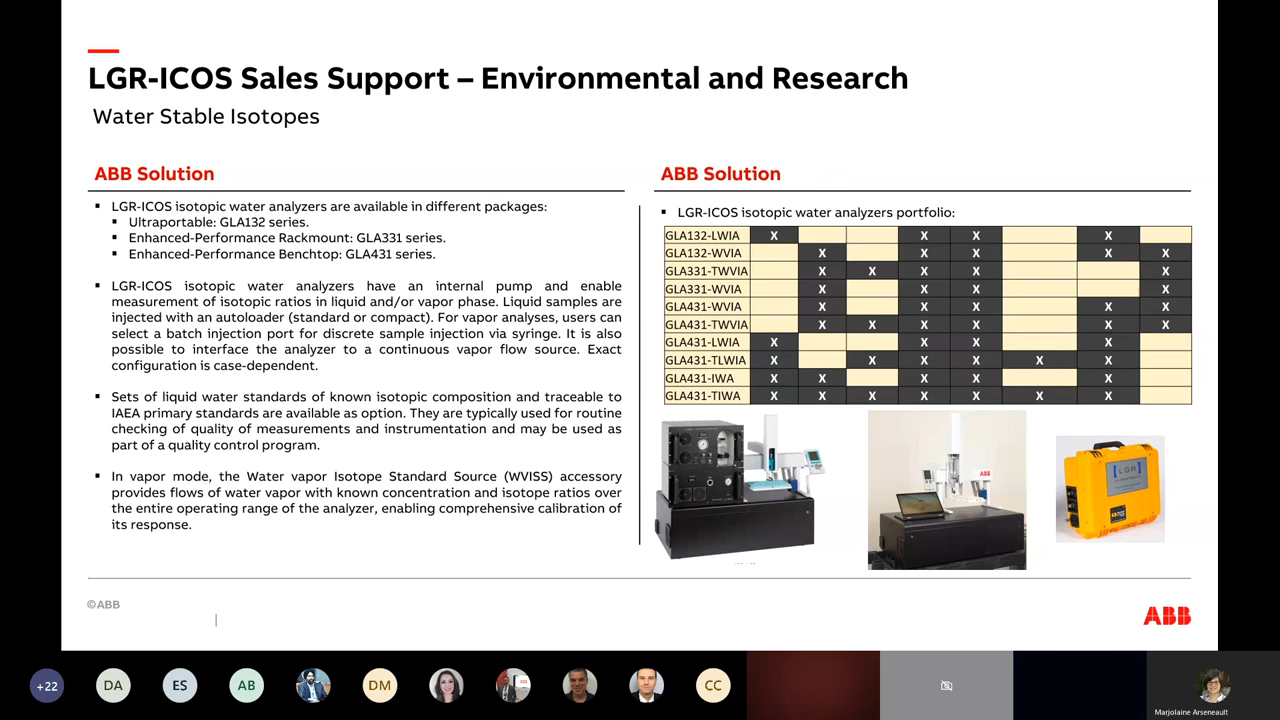 LGR-ICOS Sales Support – Environmental and Research
Water Stable Isotopes
ABB Solution
▪ LGR-ICOS isotopic water analyzers are available in different packages:
▪ Ultraportable: GLA132 series.
▪ Enhanced-Performance Rackmount: GLA331 series.
▪ Enhanced-Performance Benchtop: GLA431 series.
▪ LGR-ICOS isotopic water analyzers have an internal pump and enable
measurement of isotopic ratios in liquid and/or vapor phase. Liquid samples are
injected with an autoloader (standard or compact). For vapor analyses, users can
select a batch injection port for discrete sample injection via syringe. It is also
possible to interface the analyzer to a continuous vapor flow source. Exact
configuration is case-dependent.
▪ Sets of liquid water standards of known isotopic composition and traceable to
IAEA primary standards are available as option. They are typically used for routine
checking of quality of measurements and instrumentation and may be used as
part of a quality control program.
▪ In vapor mode, the Water vapor Isotope Standard Source (WVISS) accessory
provides flows of water vapor with known concentration and isotope ratios over
the entire operating range of the analyzer, enabling comprehensive calibration of
its response.
ABB Solution
▪ LGR-ICOS isotopic water analyzers portfolio:
GLA132-LWIA X X X X
GLA132-WVIA X X X X X
GLA331-TWVIA X X X X X
GLA331-WVIA X X X X
GLA431-WVIA X X X X X
GLA431-TWVIA X X X X X X
GLA431-LWIA X X X X
GLA431-TLWIA X X X X X X
GLA431-IWA X X X X X
GLA431-TIWA X X X X X X X
ABB
[LGR]
©ABB
ABB
+22
DA
ES
AB
DM
CC
Marjolaine Arseneault